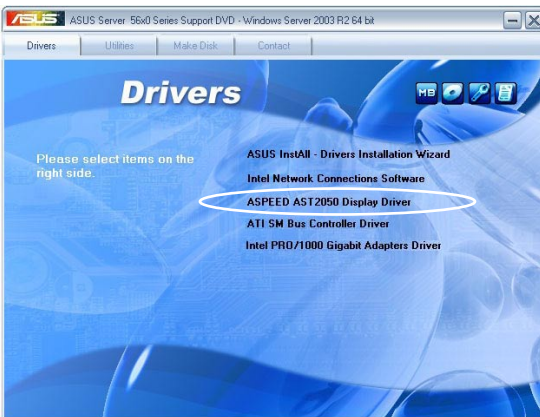 ASUS ASUS Server 56x0 Series Support DVD - Windows Server 2003 R2 64 bit
Drivers Utilities Make Disk Contact
Drivers
MB
Please select items on the
right side.
ASUS InstAll - Drivers Installation Wizard
Intel Network Connections Software
ASPEED AST2050 Display Driver
ATI SM Bus Controller Driver
Intel PRO/1000 Gigabit Adapters Driver